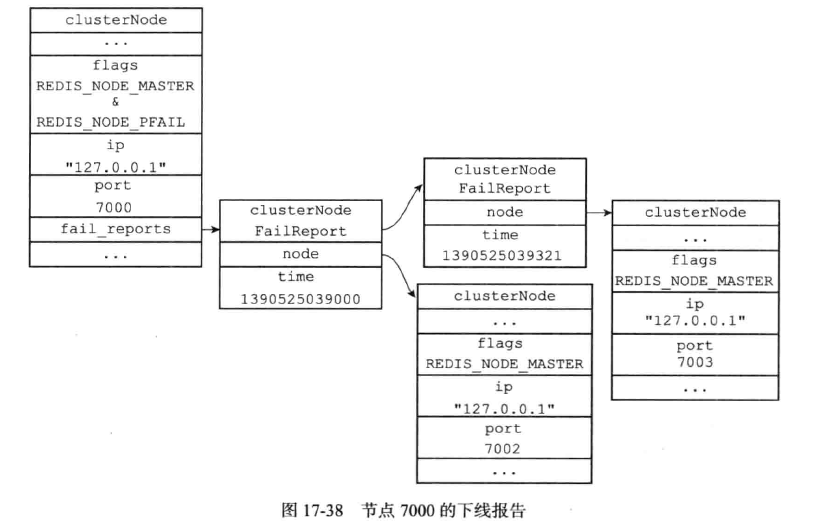 clusterNode
...
flags
REDIS_NODE_MASTER
&
REDIS_NODE_PFAIL
ip
"127.0.0.1"
port
7000
fail_reports
...
clusterNode
FailReport
node
time
1390525039000
clusterNode
FailReport
node
time
1390525039321
clusterNode
...
flags
REDIS_NODE_MASTER
ip
"127.0.0.1"
port
7002
...
clusterNode
...
flags
REDIS_NODE_MASTER
ip
"127.0.0.1"
port
7003
...
图 17-38 节点 7000 的下线报告